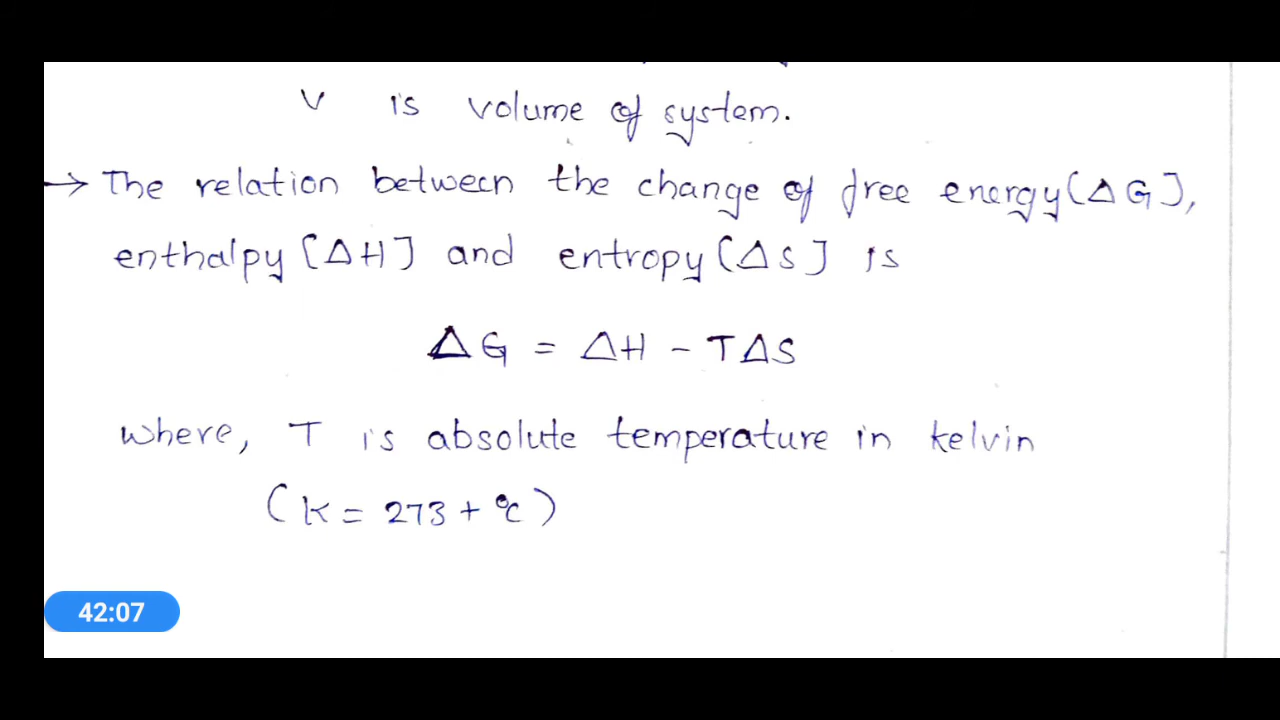 V is volume of system.
→ The relation between the change of free energy [ΔG],
enthalpy [ΔH] and entropy [ΔS] is
ΔG = ΔH - TΔS
where, T is absolute temperature in kelvin
(K = 273 + °C)
42:07